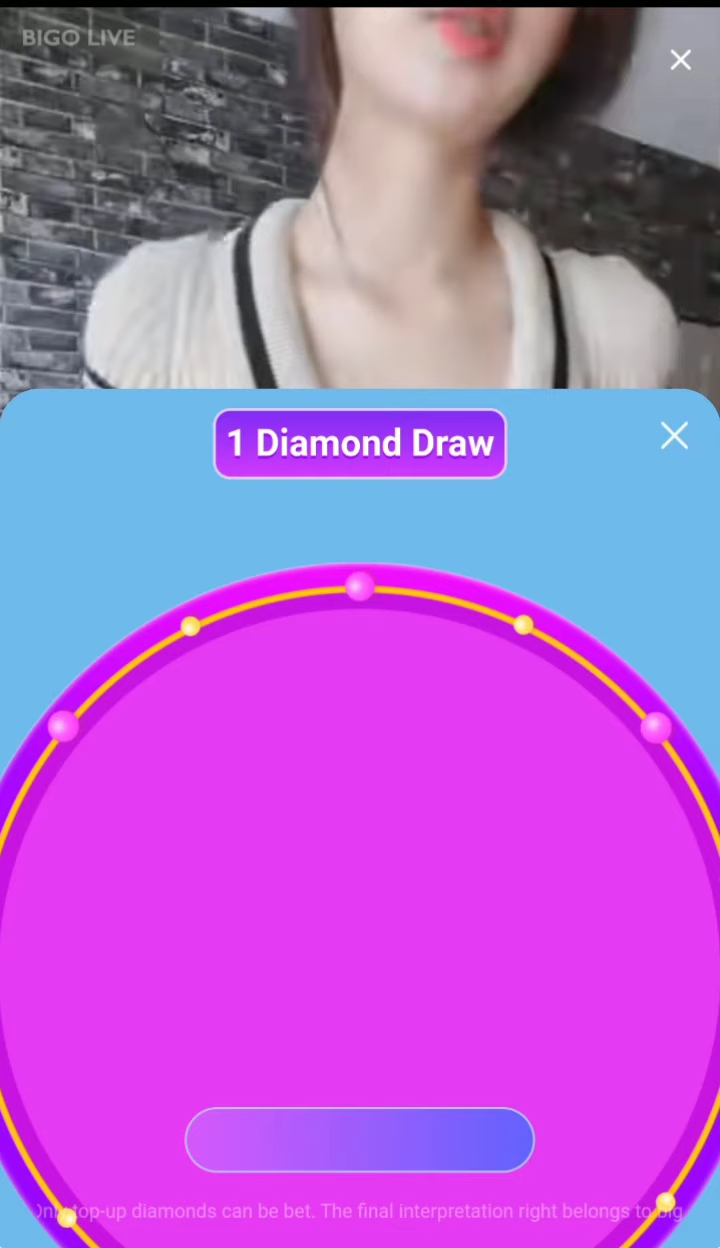 BIGO LIVE
1 Diamond Draw
top-up diamonds can be bet. The final interpretation right belongs to